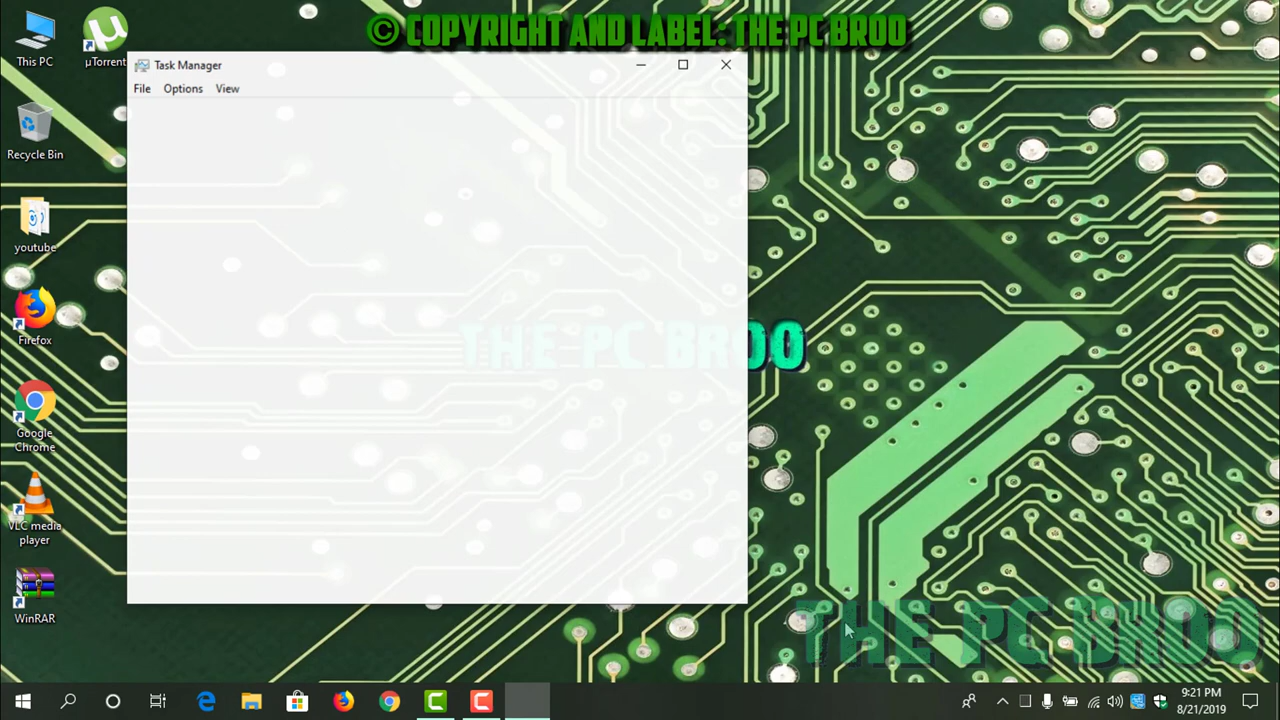 © COPYRIGHT AND LABEL: THE PC BROO
This PC
µTorrent
Task Manager
File Options View
Recycle Bin
youtube
Firefox
THE PC BROO
Google
Chrome
VLC media
player
WinRAR
THE PC BROO
9:21 PM
8/21/2019